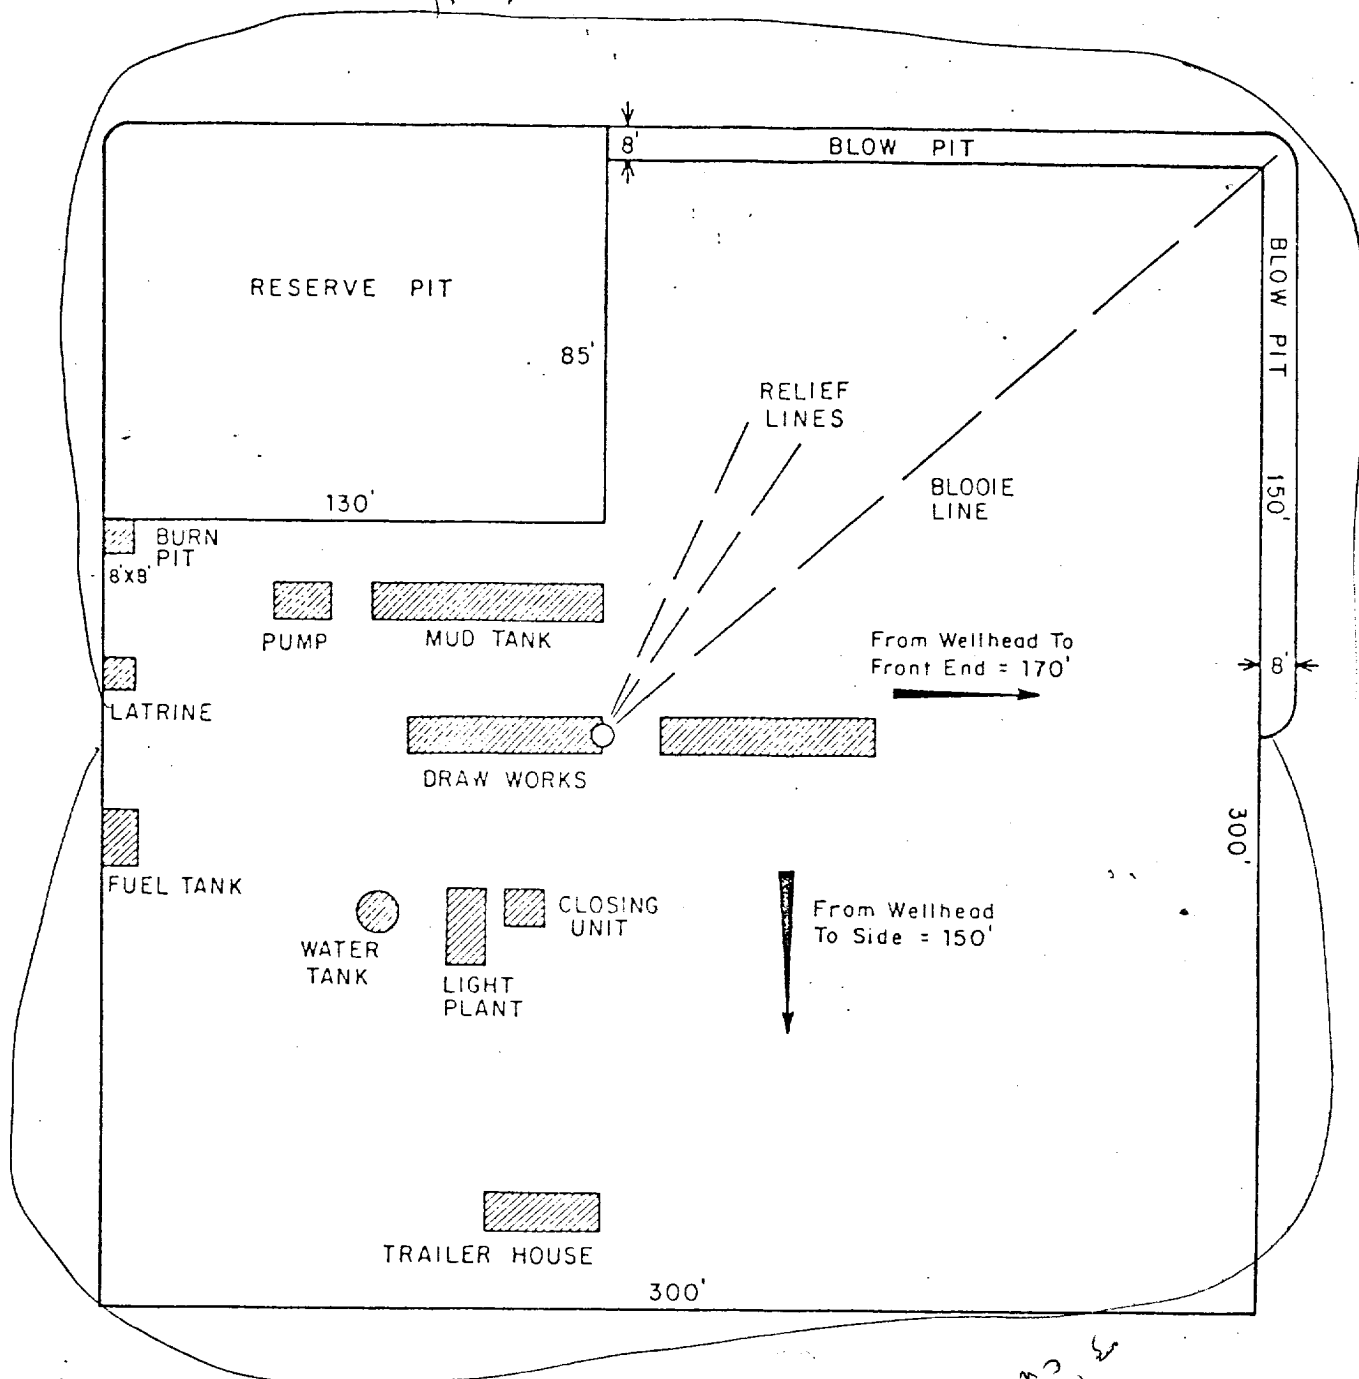 8'
BLOW PIT
BLOW PIT
RESERVE PIT
85'
RELIEF
LINES
BLOOIE
LINE
150'
130'
BURN
PIT
8'X8'
PUMP
MUD TANK
From Wellhead To
Front End = 170'
8'
LATRINE
DRAW WORKS
300'
FUEL TANK
CLOSING
UNIT
From Wellhead
To Side = 150'
WATER
TANK
LIGHT
PLANT
TRAILER HOUSE
300'